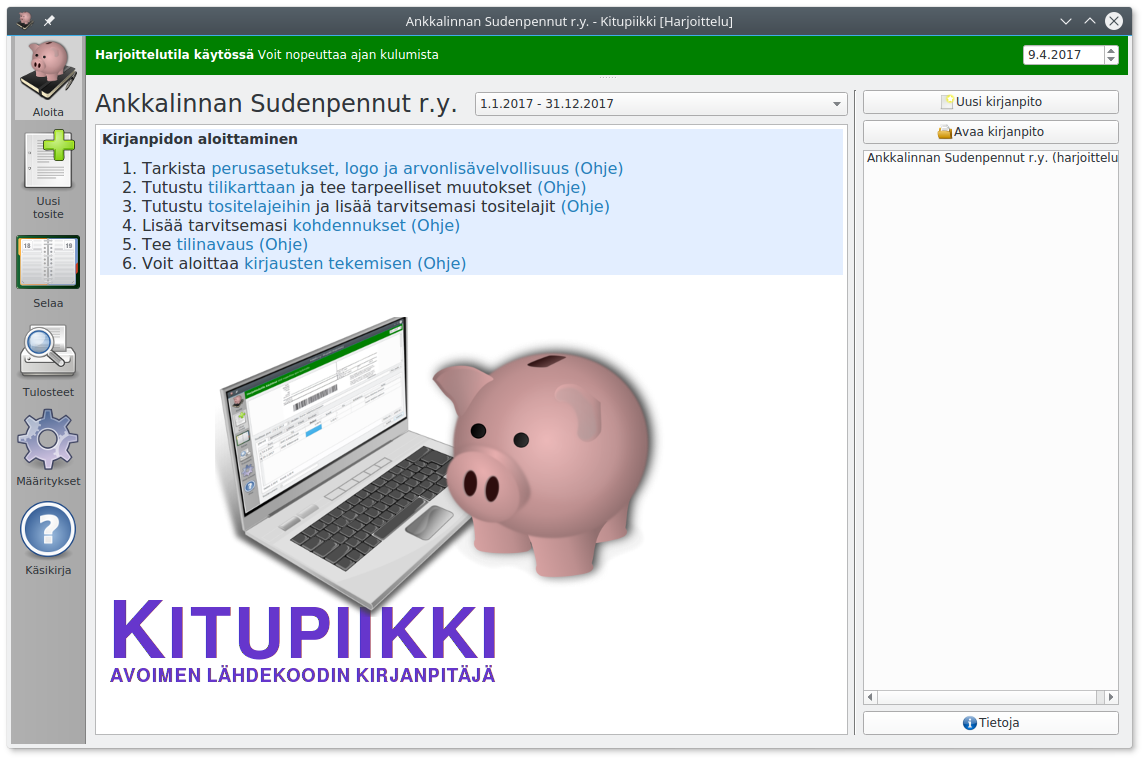 Ankkalinnan Sudenpennut r.y. - Kitupiikki [Harjoittelu]
Harjoittelutila käytössä Voit nopeuttaa ajan kulumista
9.4.2017
Aloita
Uusi
tosite
Selaa
Tulosteet
Määritykset
Käsikirja
Ankkalinnan Sudenpennut r.y.
1.1.2017 - 31.12.2017
Kirjanpidon aloittaminen
1. Tarkista perusasetukset, logo ja arvonlisävelvollisuus (Ohje)
2. Tutustu tilikarttaan ja tee tarpeelliset muutokset (Ohje)
3. Tutustu tositelajeihin ja lisää tarvitsemasi tositelajit (Ohje)
4. Lisää tarvitsemasi kohdennukset (Ohje)
5. Tee tilinavaus (Ohje)
6. Voit aloittaa kirjausten tekemisen (Ohje)
18 19
KITUPIIKKI
AVOIMEN LÄHDEKOODIN KIRJANPITÄJÄ
Uusi kirjanpito
Avaa kirjanpito
Ankkalinnan Sudenpennut r.y. (harjoittelu
Tietoja